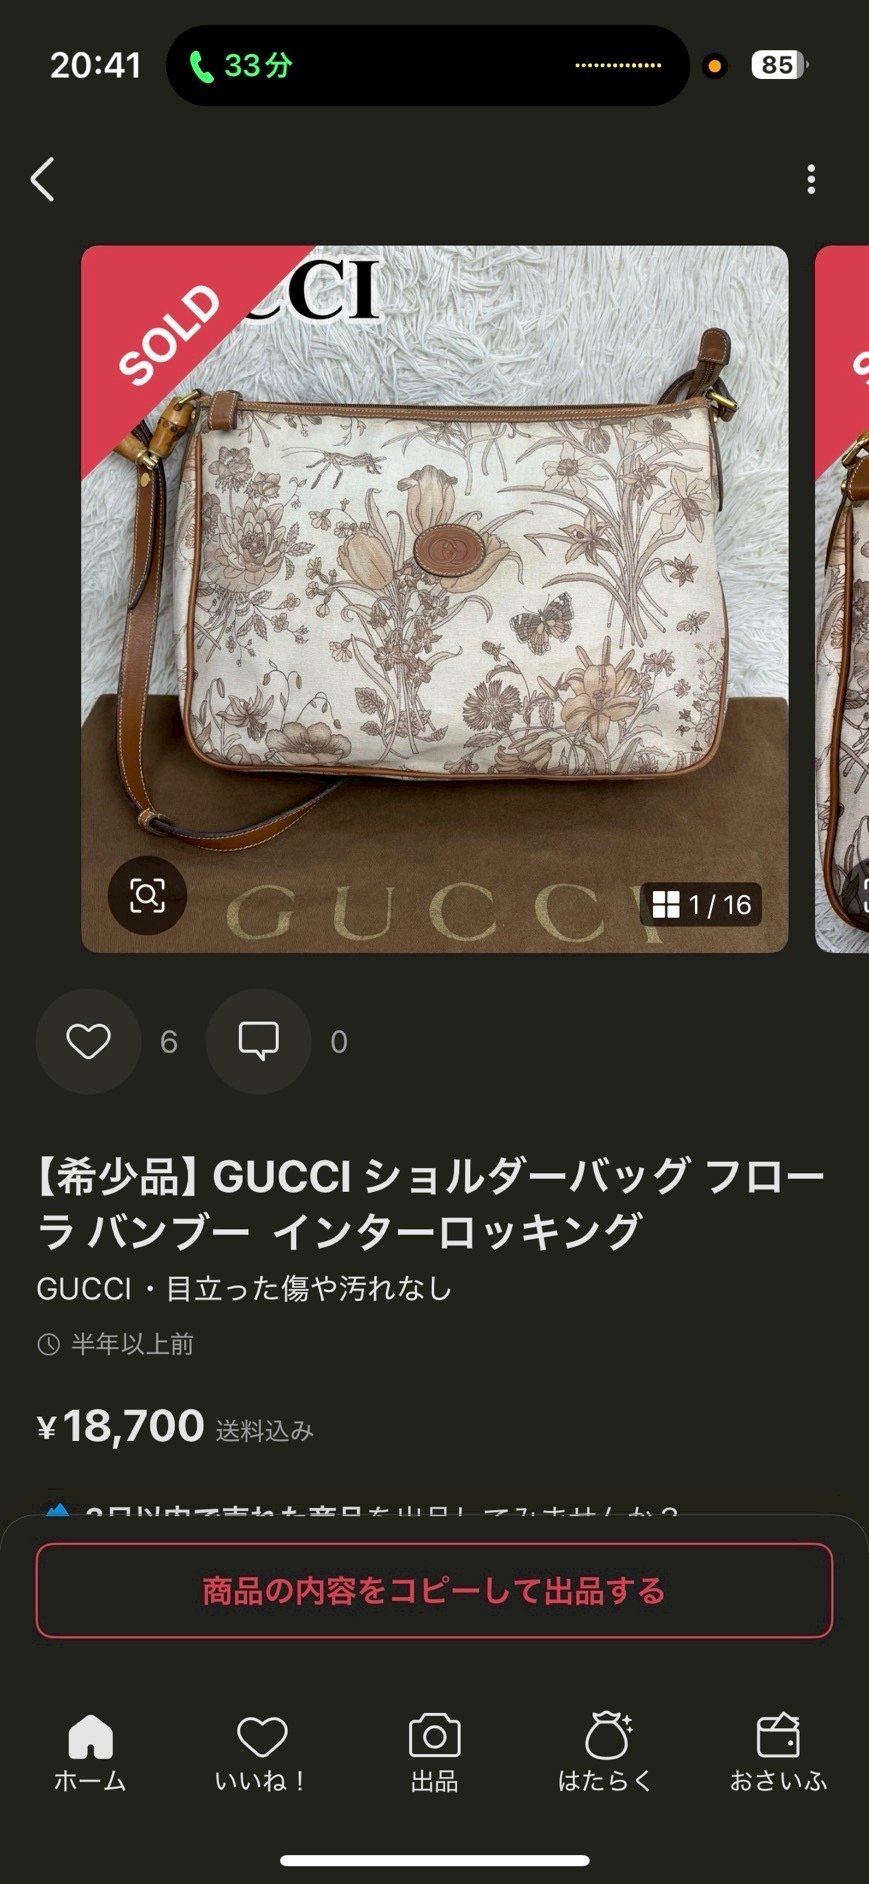 20:41
33分
85
SOLD
CCI
GUCCI
1 / 16
6
0
【希少品】GUCCI ショルダーバッグ フロー
ラ バンブー インターロッキング
GUCCI・目立った傷や汚れなし
半年以上前
¥18,700 送料込み
商品の内容をコピーして出品する
ホーム
いいね！
出品
はたらく
おさいふ